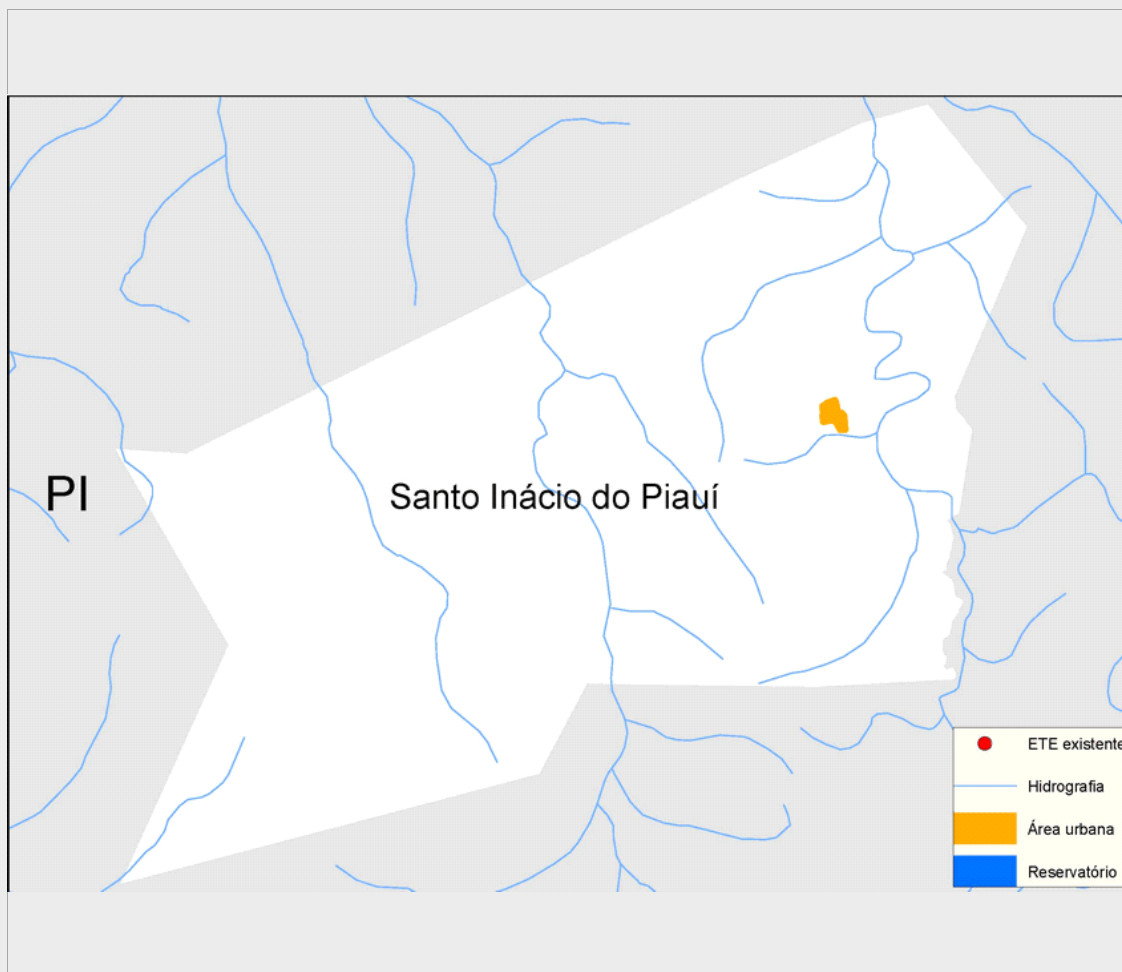 PI
Santo Inácio do Piauí
ETE existente
Hidrografia
Área urbana
Reservatório